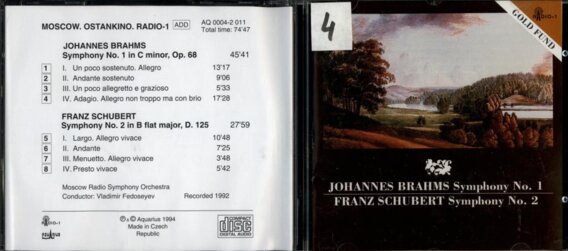 MOSCOW. OSTANKINO. RADIO-1 ADD
AQ 0004-2 011
Total time: 74'47
JOHANNES BRAHMS
Symphony No. 1 in C minor, Op. 68 45'41
1 I. Un poco sostenuto. Allegro 13'17
2 II. Andante sostenuto 9'06
3 III. Un poco allegretto e grazioso 5'33
4 IV. Adagio. Allegro non troppo ma con brio 17'28
FRANZ SCHUBERT
Symphony No. 2 in B flat major, D. 125 27'59
5 I. Largo. Allegro vivace 10'48
6 II. Andante 7'25
7 III. Menuetto. Allegro vivace 3'48
8 IV. Presto vivace 5'42
Moscow Radio Symphony Orchestra
Conductor: Vladimir Fedoseyev Recorded 1992
RADIO-1
℗ & © Aquarius 1994
Made in Czech
Republic
COMPACT
disc
DIGITAL AUDIO
4
RADIO-1
GOLD FUND
JOHANNES BRAHMS Symphony No. 1
FRANZ SCHUBERT Symphony No. 2